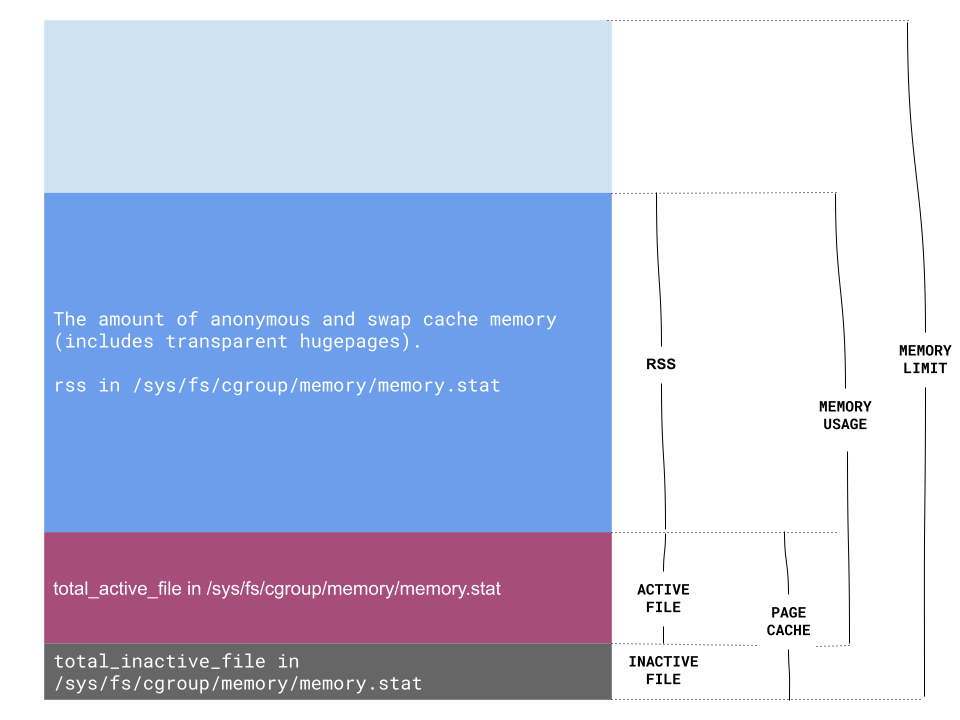 The amount of anonymous and swap cache memory
(includes transparent hugepages).
rss in /sys/fs/cgroup/memory/memory.stat
total_active_file in /sys/fs/cgroup/memory/memory.stat
total_inactive_file in
/sys/fs/cgroup/memory/memory.stat
RSS
ACTIVE
FILE
INACTIVE
FILE
PAGE
CACHE
MEMORY
USAGE
MEMORY
LIMIT